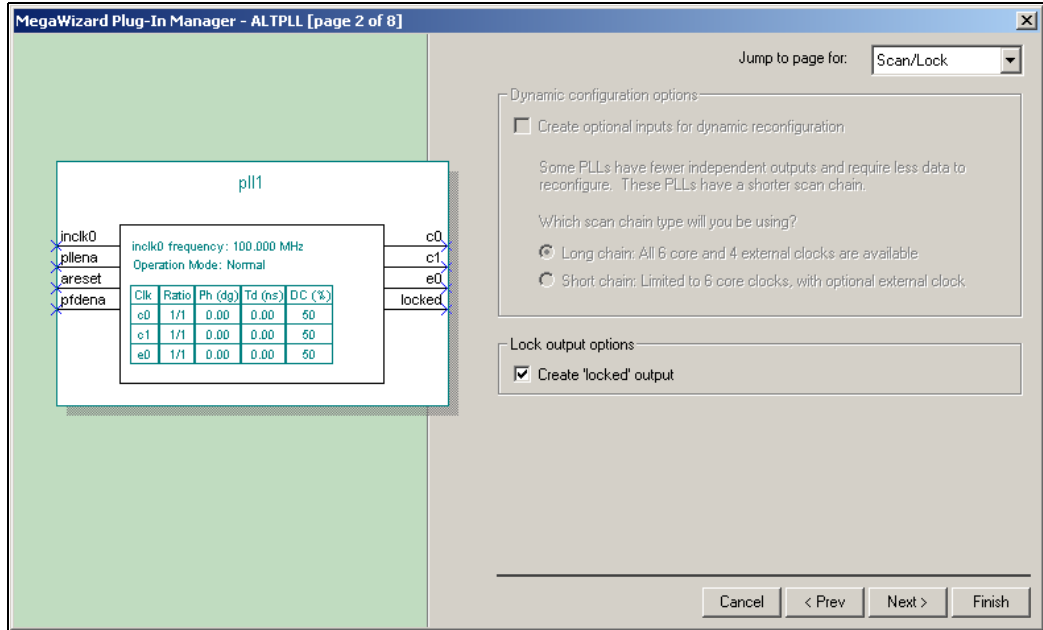 MegaWizard Plug-In Manager - ALTPLL [page 2 of 8]
Jump to page for:
Scan/Lock
Dynamic configuration options
Create optional inputs for dynamic reconfiguration
Some PLLs have fewer independent outputs and require less data to
reconfigure. These PLLs have a shorter scan chain.
Which scan chain type will you be using?
Long chain: All 6 core and 4 external clocks are available
Short chain: Limited to 6 core clocks, with optional external clock
Lock output options
Create 'locked' output
pll1
inclk0
pllena
areset
pfdena
inclk0 frequency: 100.000 MHz
Operation Mode: Normal
Clk Ratio Ph (dg) Td (ns) DC (%)
c0 1/1 0.00 0.00 50
c1 1/1 0.00 0.00 50
e0 1/1 0.00 0.00 50
c0
c1
e0
locked
Cancel
< Prev
Next >
Finish